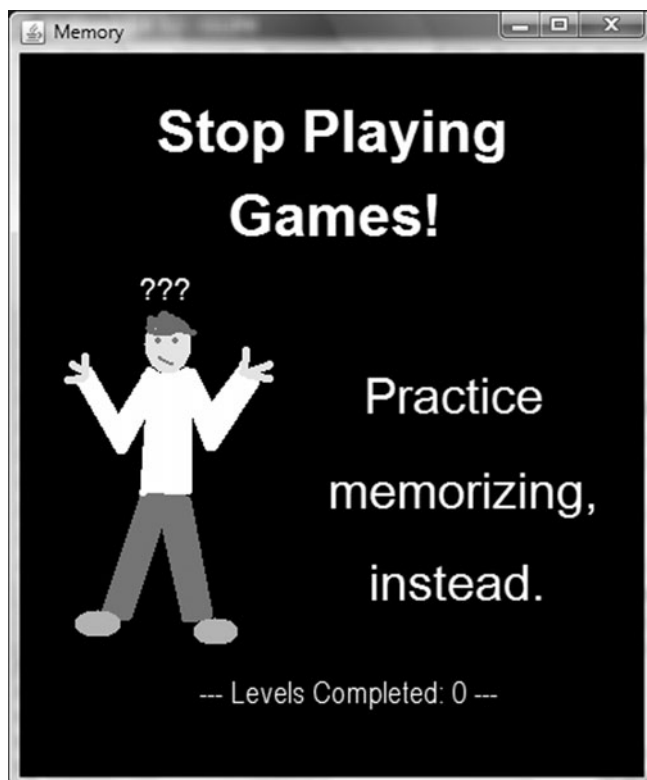 Memory
Stop Playing
Games!
???
Practice
memorizing,
instead.
--- Levels Completed: 0 ---